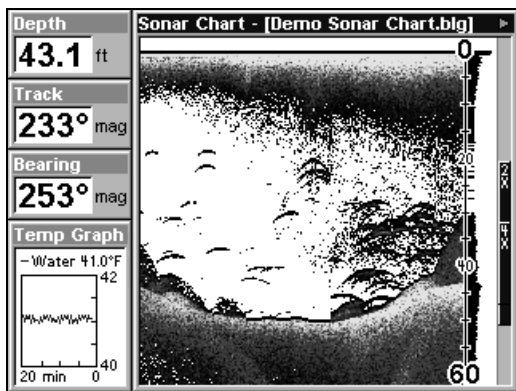 Depth
43.1 ft
Track
233° mag
Bearing
253° mag
Temp Graph
Water 41.0°F
42
40
20 min 0
Sonar Chart - [Demo Sonar Chart.blg]
0
20
40
60
2x
4x